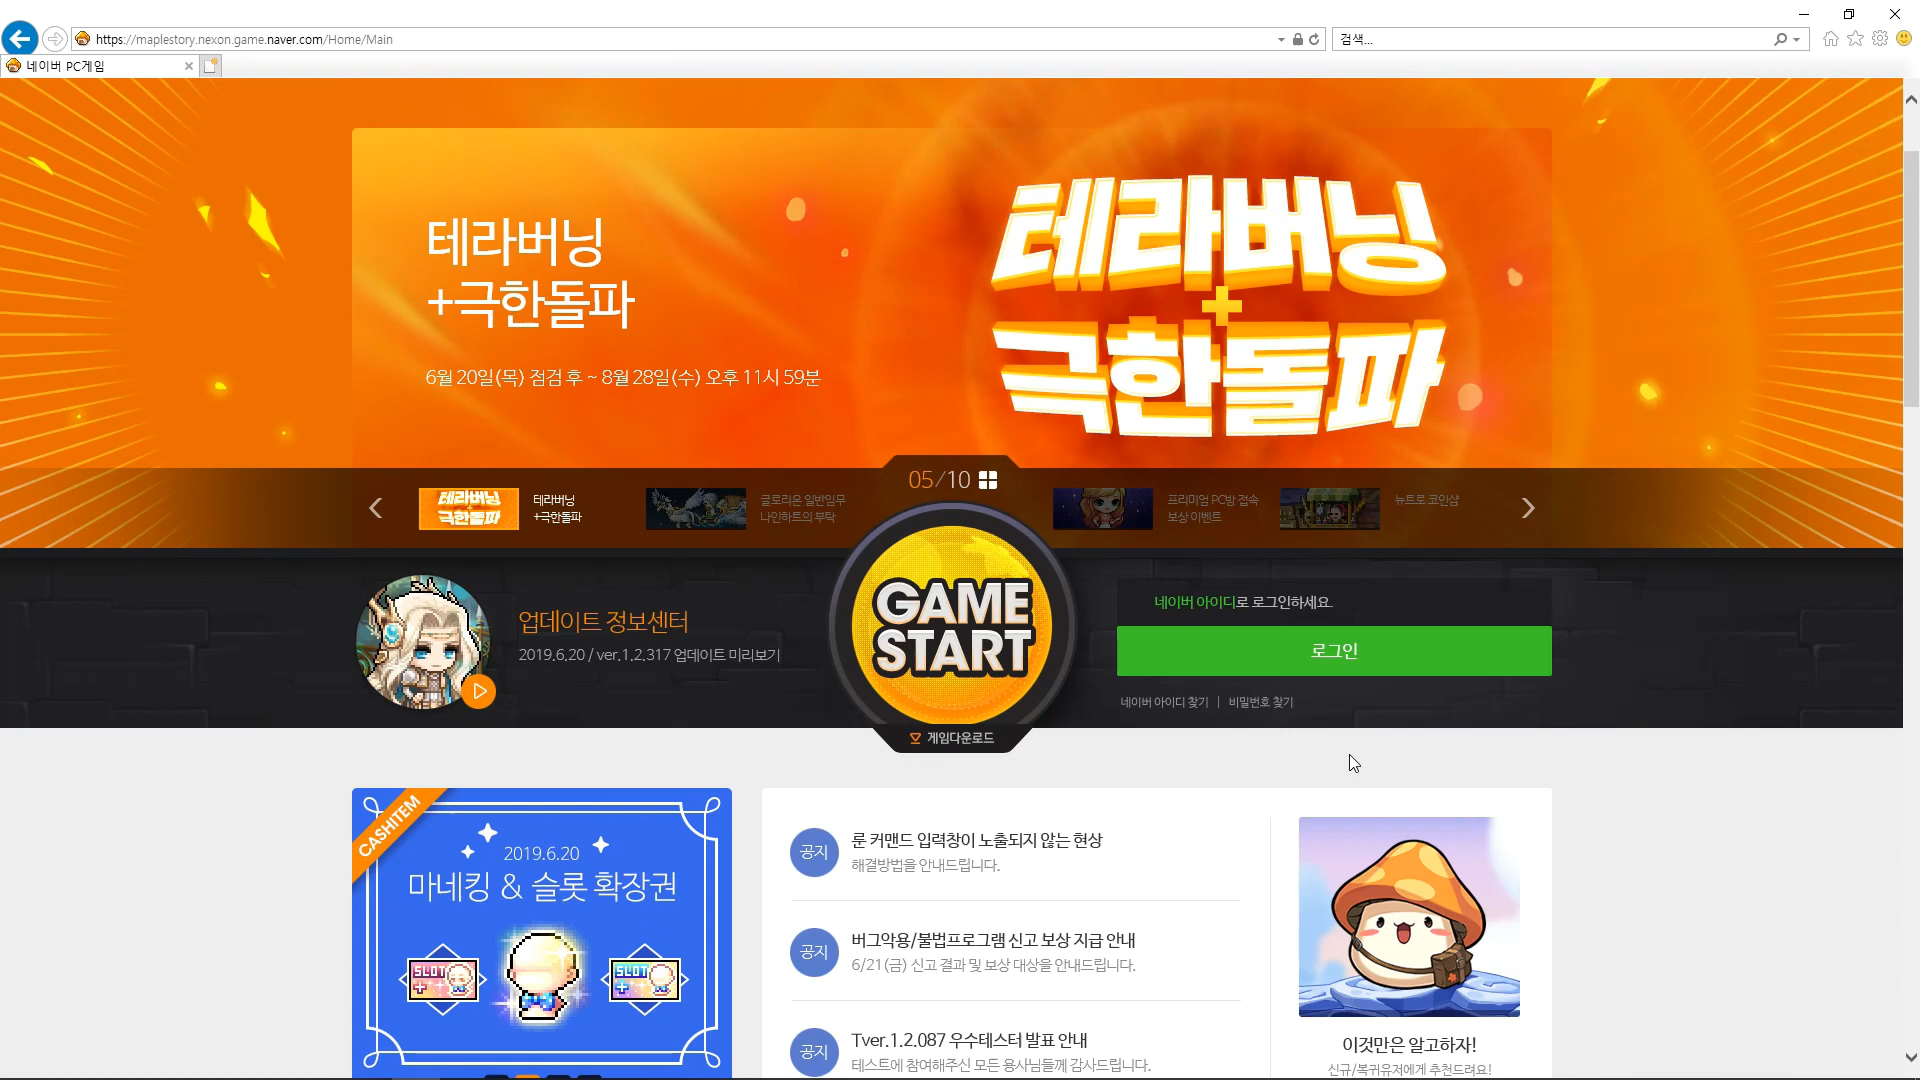 https://maplestory.nexon.game.naver.com/Home/Main
검색...
네이버 PC게임
테라버닝
+극한돌파
6월 20일(목) 점검 후 ~ 8월 28일(수) 오후 11시 59분
테라버닝
+
극한돌파
05/10
테라버닝
극한돌파
테라버닝
+극한돌파
글로리온 일반임무
나인하트의 부탁
프리미엄 PC방 접속
보상 이벤트
뉴트로 코인샵
업데이트 정보센터
2019.6.20 / ver.1.2.317 업데이트 미리보기
GAME
START
게임다운로드
네이버 아이디로 로그인하세요.
로그인
네이버 아이디 찾기 | 비밀번호 찾기
CASHITEM
2019.6.20
마네킹 & 슬롯 확장권
SLOT
SLOT
공지
룬 커맨드 입력창이 노출되지 않는 현상
해결방법을 안내드립니다.
공지
버그악용/불법프로그램 신고 보상 지급 안내
6/21(금) 신고 결과 및 보상 대상을 안내드립니다.
공지
Tver.1.2.087 우수테스터 발표 안내
테스트에 참여해주신 모든 용사님들께 감사드립니다.
이것만은 알고하자!
신규/복귀유저에게 추천드려요!